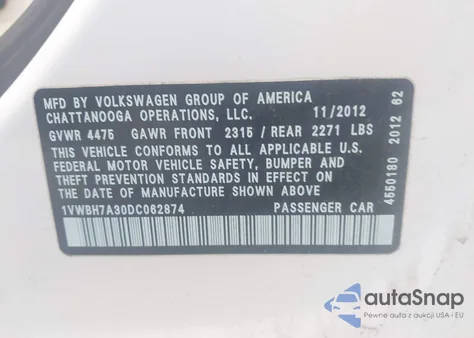 MFD BY VOLKSWAGEN GROUP OF AMERICA
CHATTANOOGA OPERATIONS, LLC. 11/2012
GVWR 4475 GAWR FRONT 2315 / REAR 2271 LBS
THIS VEHICLE CONFORMS TO ALL APPLICABLE U.S.
FEDERAL MOTOR VEHICLE SAFETY, BUMPER AND
THEFT PREVENTION STANDARDS IN EFFECT ON
THE DATE OF MANUFACTURE SHOWN ABOVE.
1VWBH7A30DC062874 PASSENGER CAR
4550180 2012 62
autoSnap
Pewne auta z aukcji USA i EU